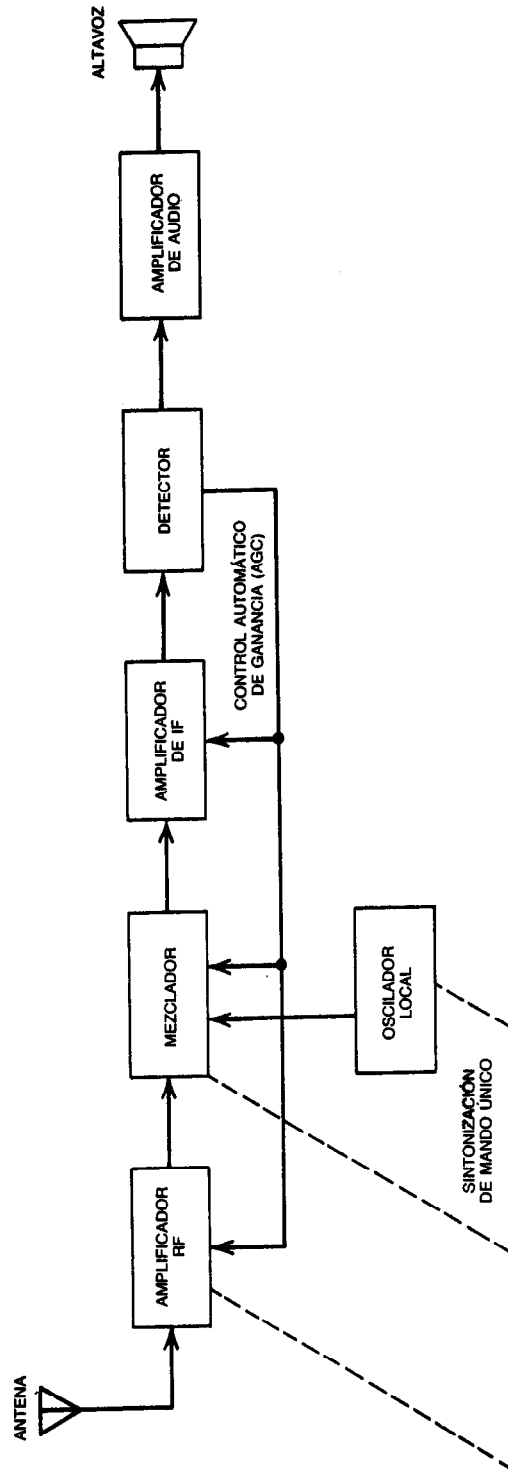 ANTENA
AMPLIFICADOR
RF
MEZCLADOR
AMPLIFICADOR
DE IF
DETECTOR
AMPLIFICADOR
DE AUDIO
ALTAVOZ
CONTROL AUTOMÁTICO
DE GANANCIA (AGC)
OSCILADOR
LOCAL
SINTONIZACIÓN
DE MANDO ÚNICO